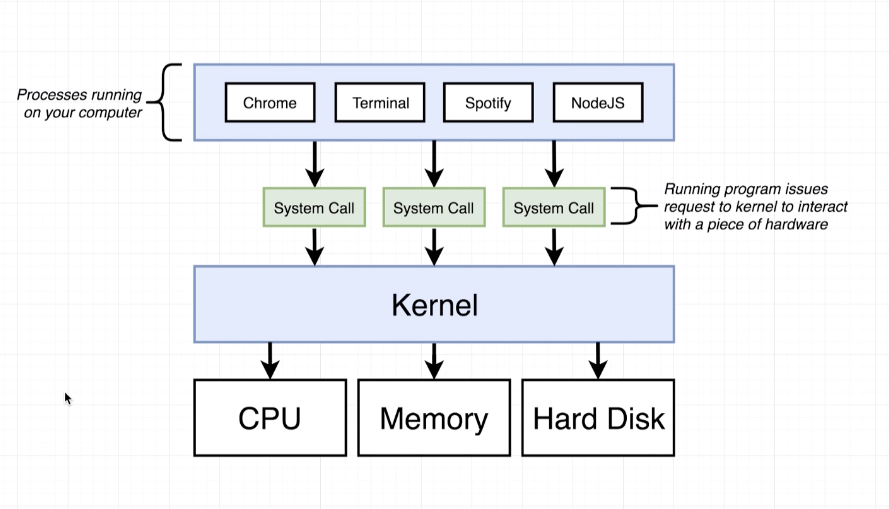 Processes running
on your computer
Chrome
Terminal
Spotify
NodeJS
System Call
System Call
System Call
Running program issues
request to kernel to interact
with a piece of hardware
Kernel
CPU
Memory
Hard Disk